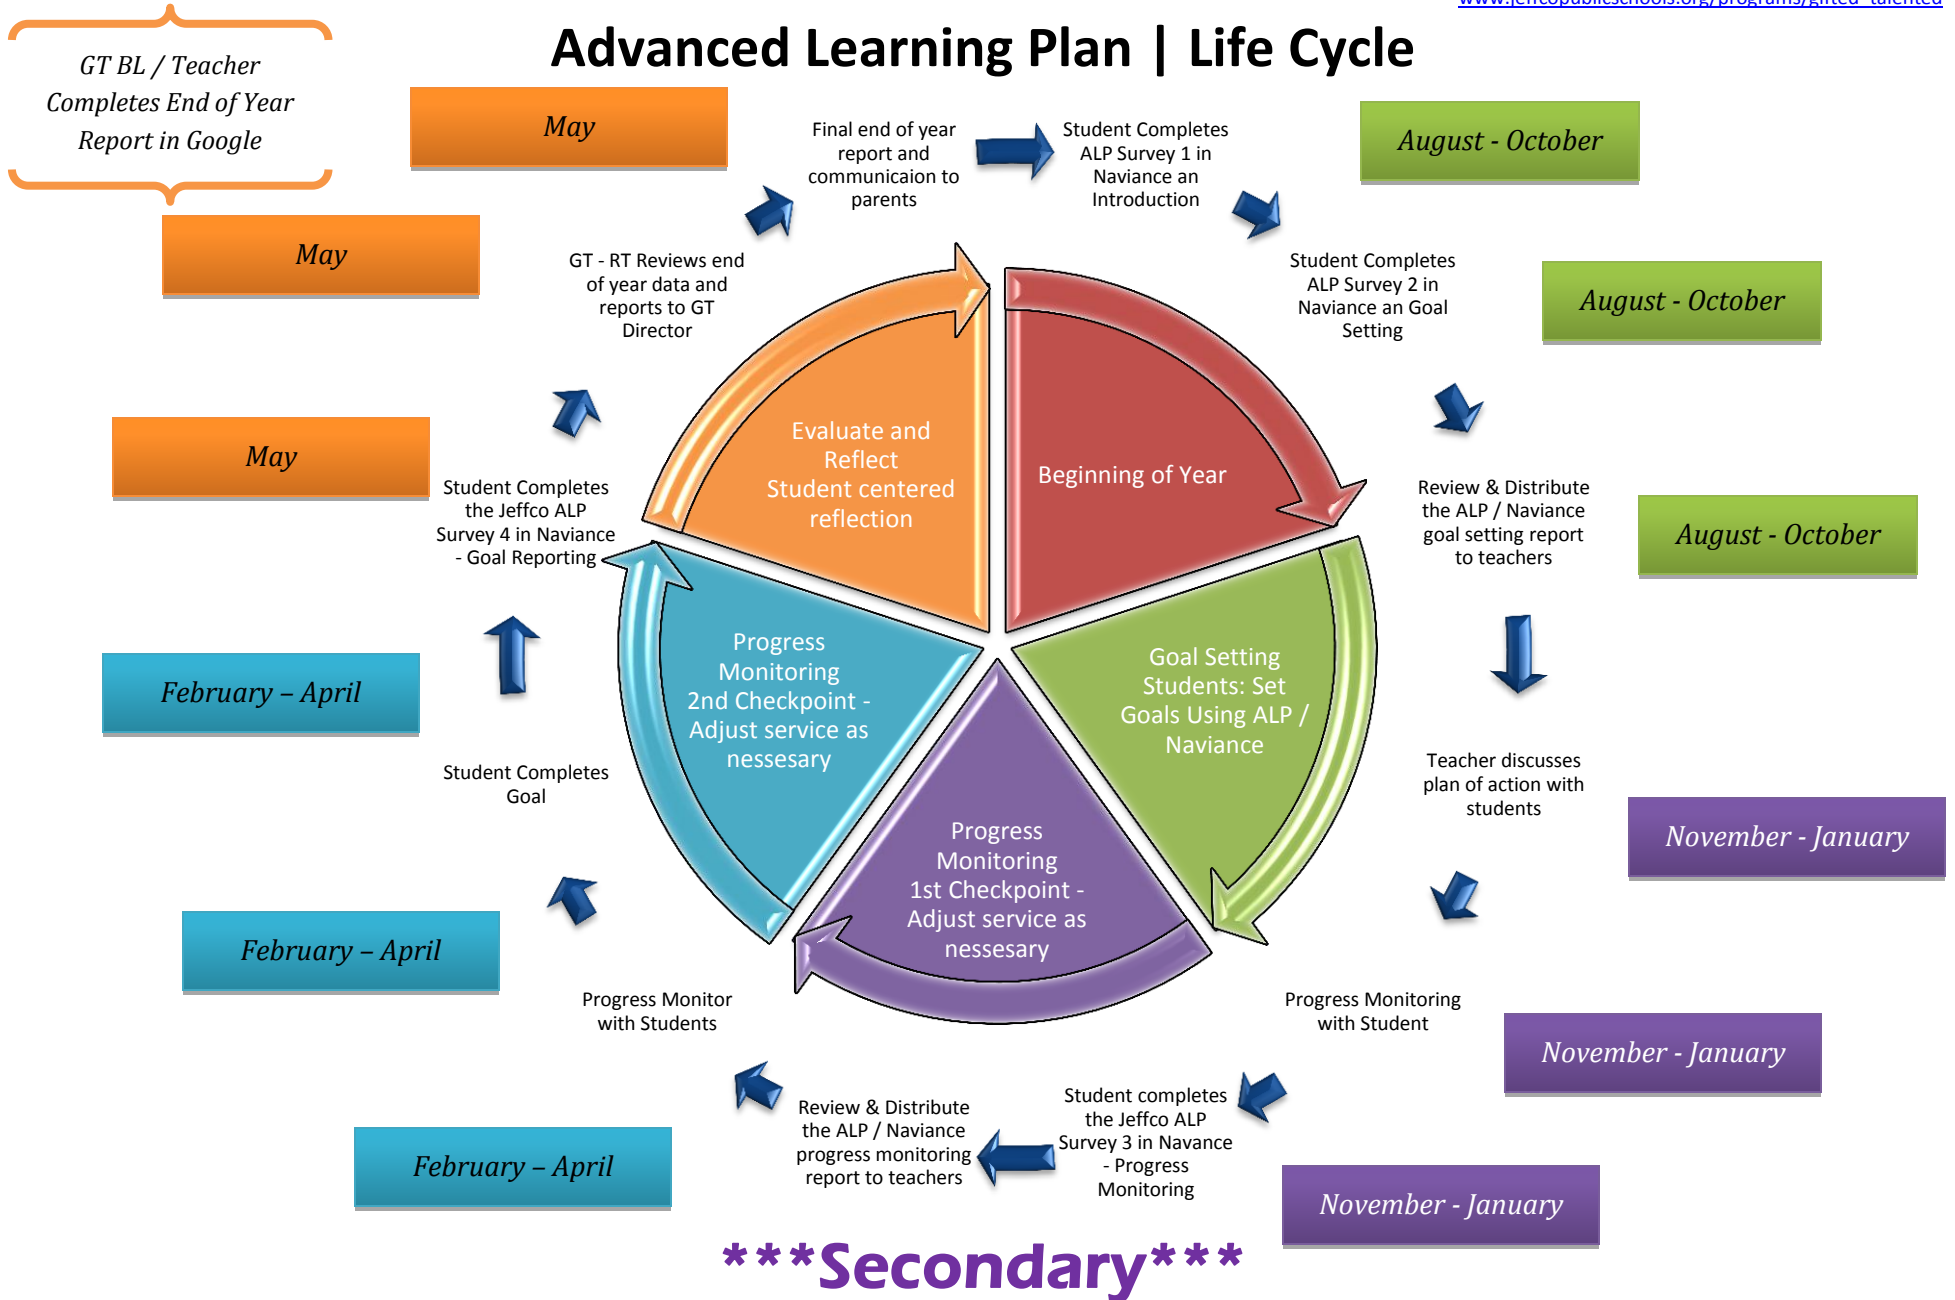 www.jeffcopublicschools.org/programs/gifted_talented
Advanced Learning Plan | Life Cycle
GT BL / Teacher
Completes End of Year
Report in Google
May
Final end of year
report and
communicaion to
parents
Student Completes
ALP Survey 1 in
Naviance an
Introduction
August - October
May
GT - RT Reviews end
of year data and
reports to GT
Director
Student Completes
ALP Survey 2 in
Naviance an Goal
Setting
August - October
May
Student Completes
the Jeffco ALP
Survey 4 in Naviance
- Goal Reporting
Evaluate and
Reflect
Student centered
reflection
Beginning of Year
Review & Distribute
the ALP / Naviance
goal setting report
to teachers
August - October
February – April
Progress
Monitoring
2nd Checkpoint -
Adjust service as
nessesary
Goal Setting
Students: Set
Goals Using ALP /
Naviance
Student Completes
Goal
Teacher discusses
plan of action with
students
November - January
Progress
Monitoring
1st Checkpoint -
Adjust service as
nessesary
February – April
Progress Monitor
with Students
Progress Monitoring
with Student
November - January
February – April
Review & Distribute
the ALP / Naviance
progress monitoring
report to teachers
Student completes
the Jeffco ALP
Survey 3 in Navance
- Progress
Monitoring
November - January
***Secondary***